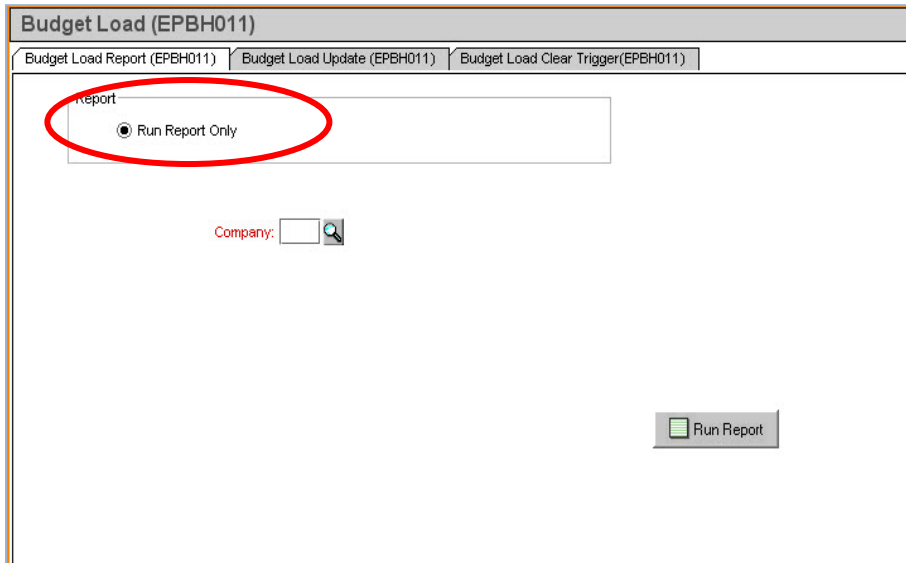 Budget Load (EPBH011)
Budget Load Report (EPBH011) Budget Load Update (EPBH011) Budget Load Clear Trigger(EPBH011)
Report
Run Report Only
Company:
Run Report